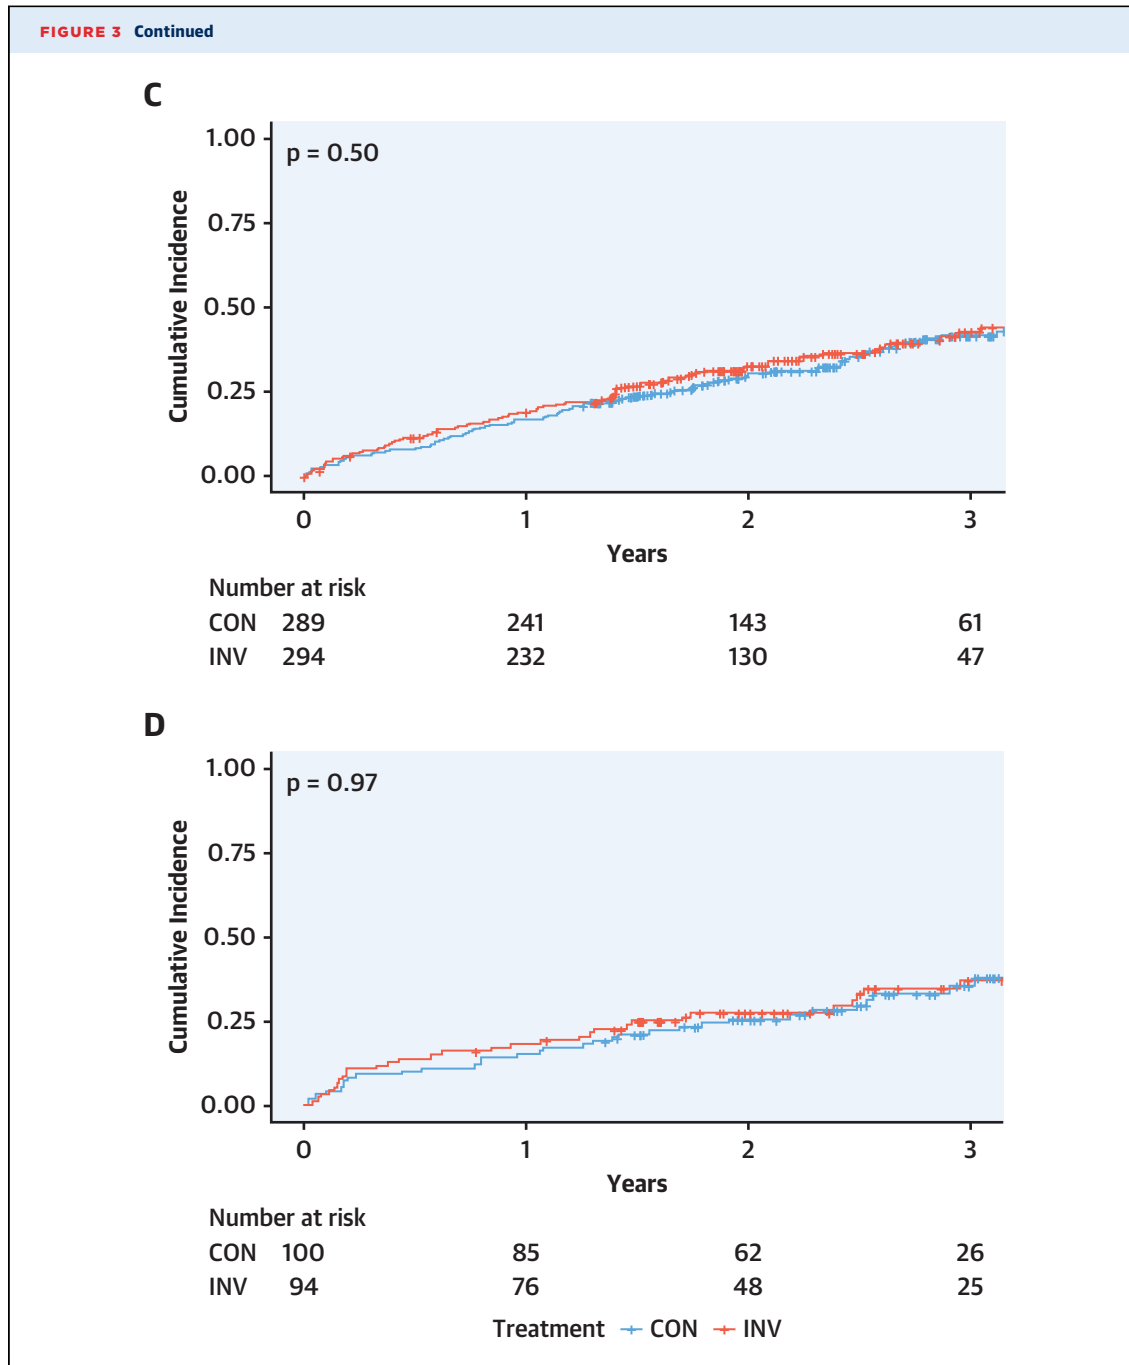 FIGURE 3 Continued
C
p = 0.50
1.00
0.75
0.50
0.25
0.00
Cumulative Incidence
0 1 2 3
Years
Number at risk
CON 289 241 143 61
INV 294 232 130 47
D
p = 0.97
1.00
0.75
0.50
0.25
0.00
Cumulative Incidence
0 1 2 3
Years
Number at risk
CON 100 85 62 26
INV 94 76 48 25
Treatment CON INV